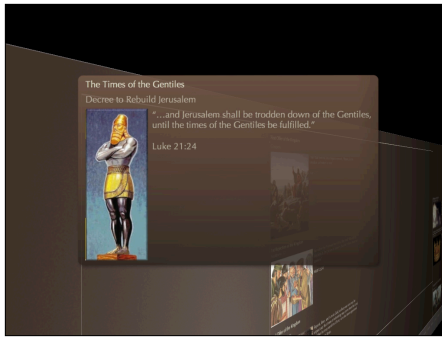 The Times of the Gentiles
Decree to Rebuild Jerusalem
“…and Jerusalem shall be trodden down of the Gentiles,
until the times of the Gentiles be fulfilled.”
Luke 21:24